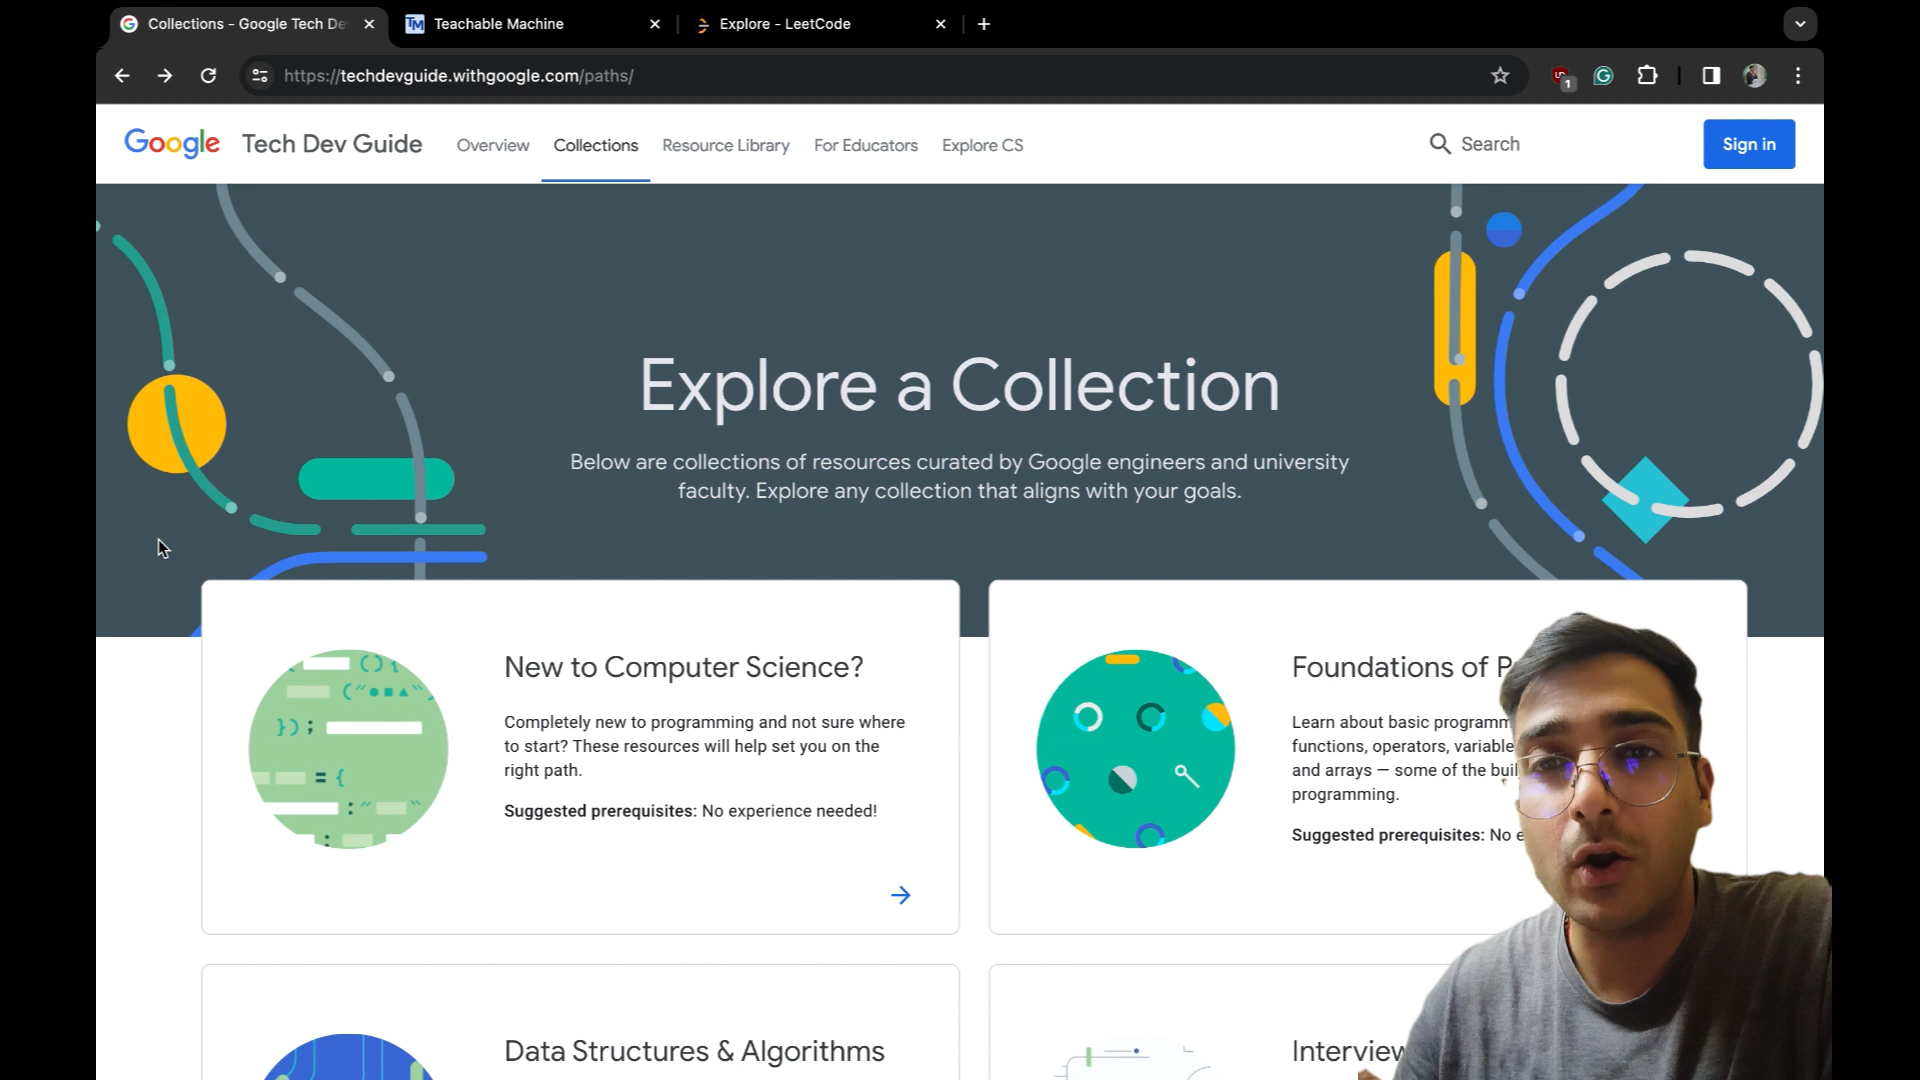 Collections - Google Tech De
Teachable Machine
Explore - LeetCode
https://techdevguide.withgoogle.com/paths/
1
Google Tech Dev Guide
Overview
Collections
Resource Library
For Educators
Explore CS
Search
Sign in
Explore a Collection
Below are collections of resources curated by Google engineers and university
faculty. Explore any collection that aligns with your goals.
New to Computer Science?
Completely new to programming and not sure where
to start? These resources will help set you on the
right path.
Suggested prerequisites: No experience needed!
Foundations of P
Learn about basic programm
functions, operators, variable
and arrays — some of the buil
programming.
Suggested prerequisites: No e
Data Structures & Algorithms
Interview